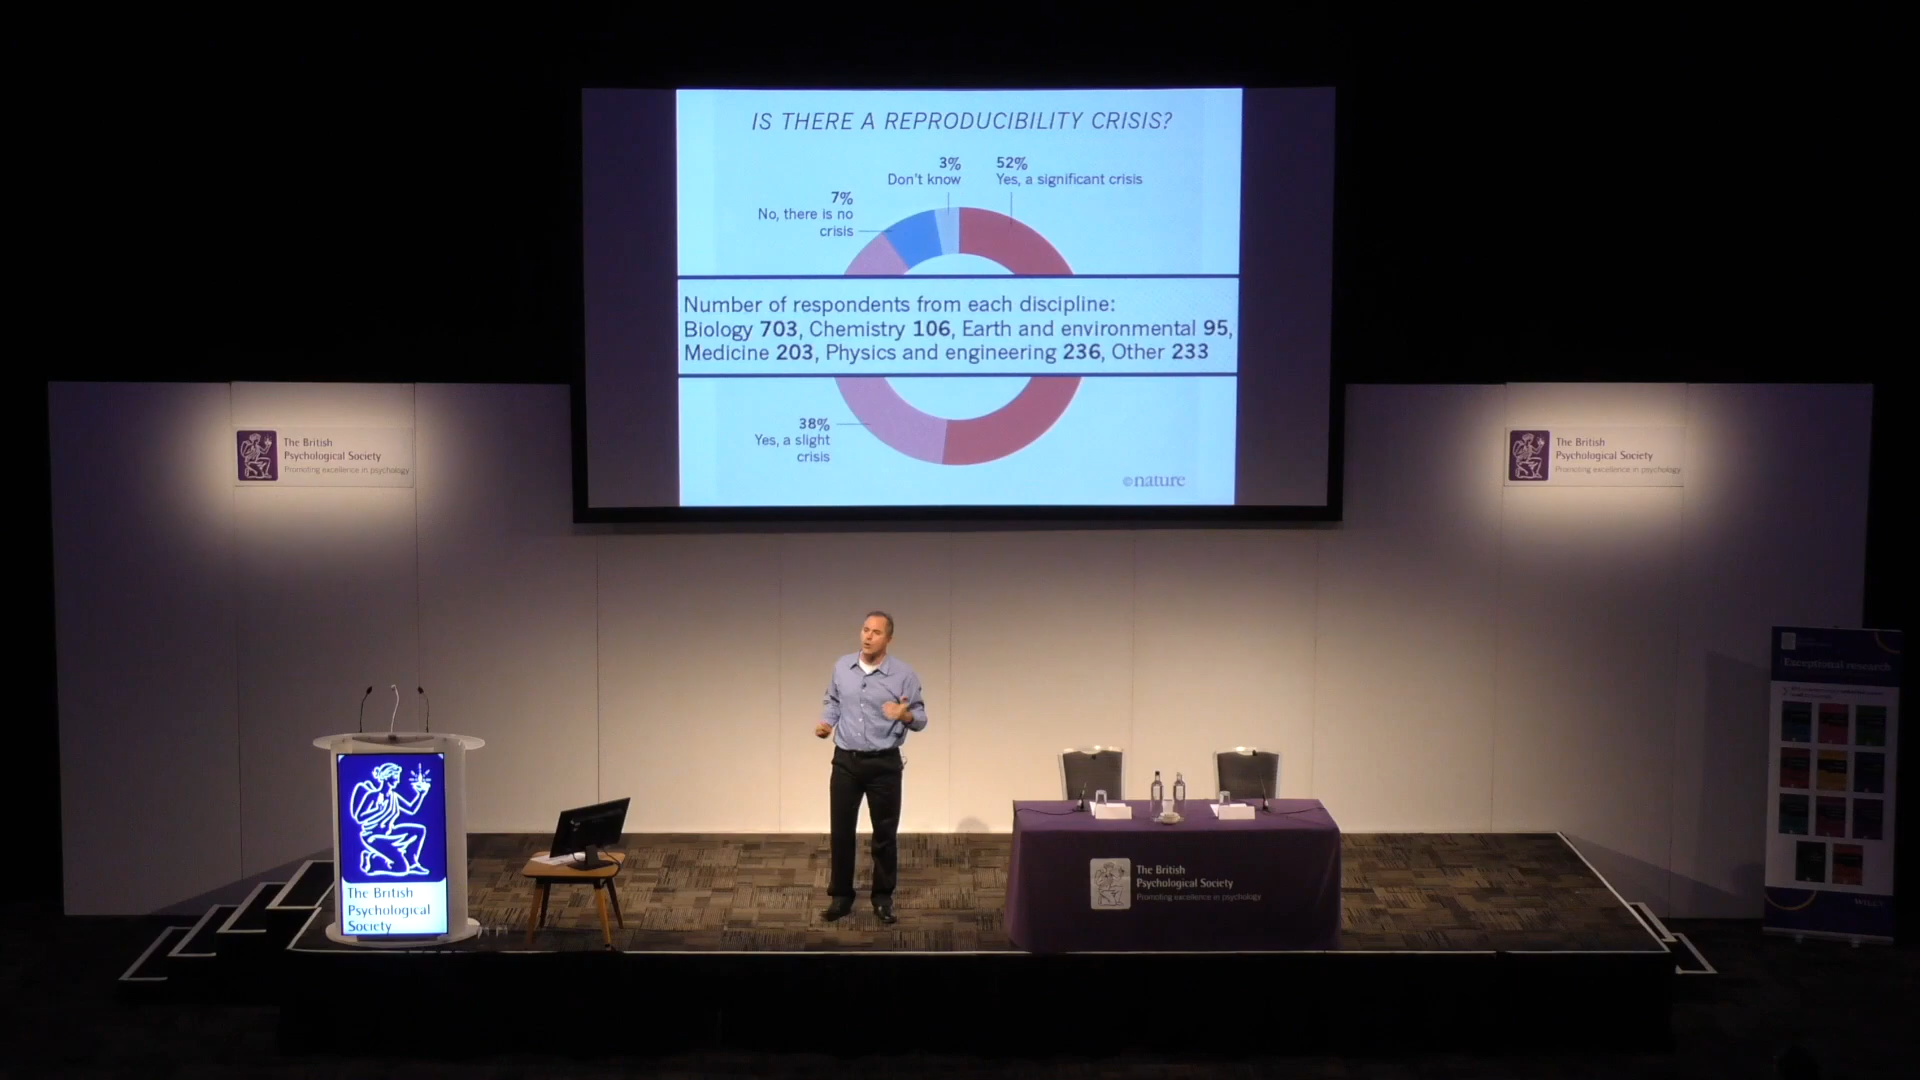 IS THERE A REPRODUCIBILITY CRISIS?
3%
Don't know
52%
Yes, a significant crisis
7%
No, there is no
crisis
Number of respondents from each discipline:
Biology 703, Chemistry 106, Earth and environmental 95,
Medicine 203, Physics and engineering 236, Other 233
38%
Yes, a slight
crisis
©nature
The British
Psychological Society
Promoting excellence in psychology
The British
Psychological Society
Promoting excellence in psychology
Exceptional research
The British
Psychological
Society
The British
Psychological Society
Promoting excellence in psychology
WILEY